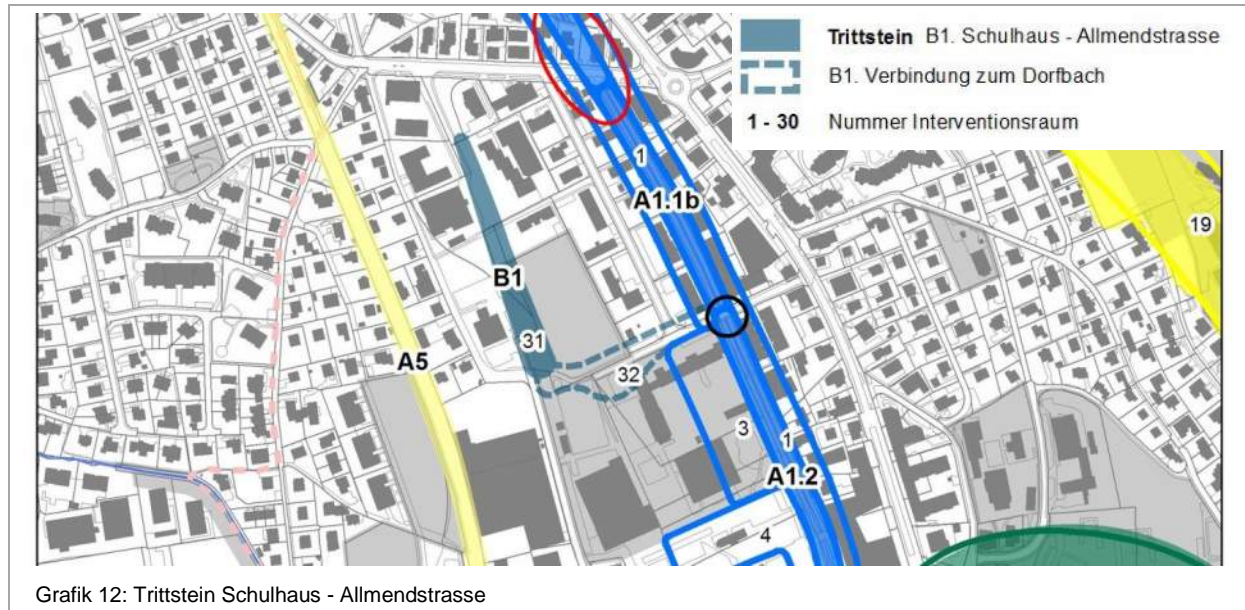 Trittstein B1. Schulhaus - Allmendstrasse
B1. Verbindung zum Dorfbach
1 - 30 Nummer Interventionsraum
1
A1.1b
19
B1
31
A5
32
3
1
A1.2
4
Grafik 12: Trittstein Schulhaus - Allmendstrasse